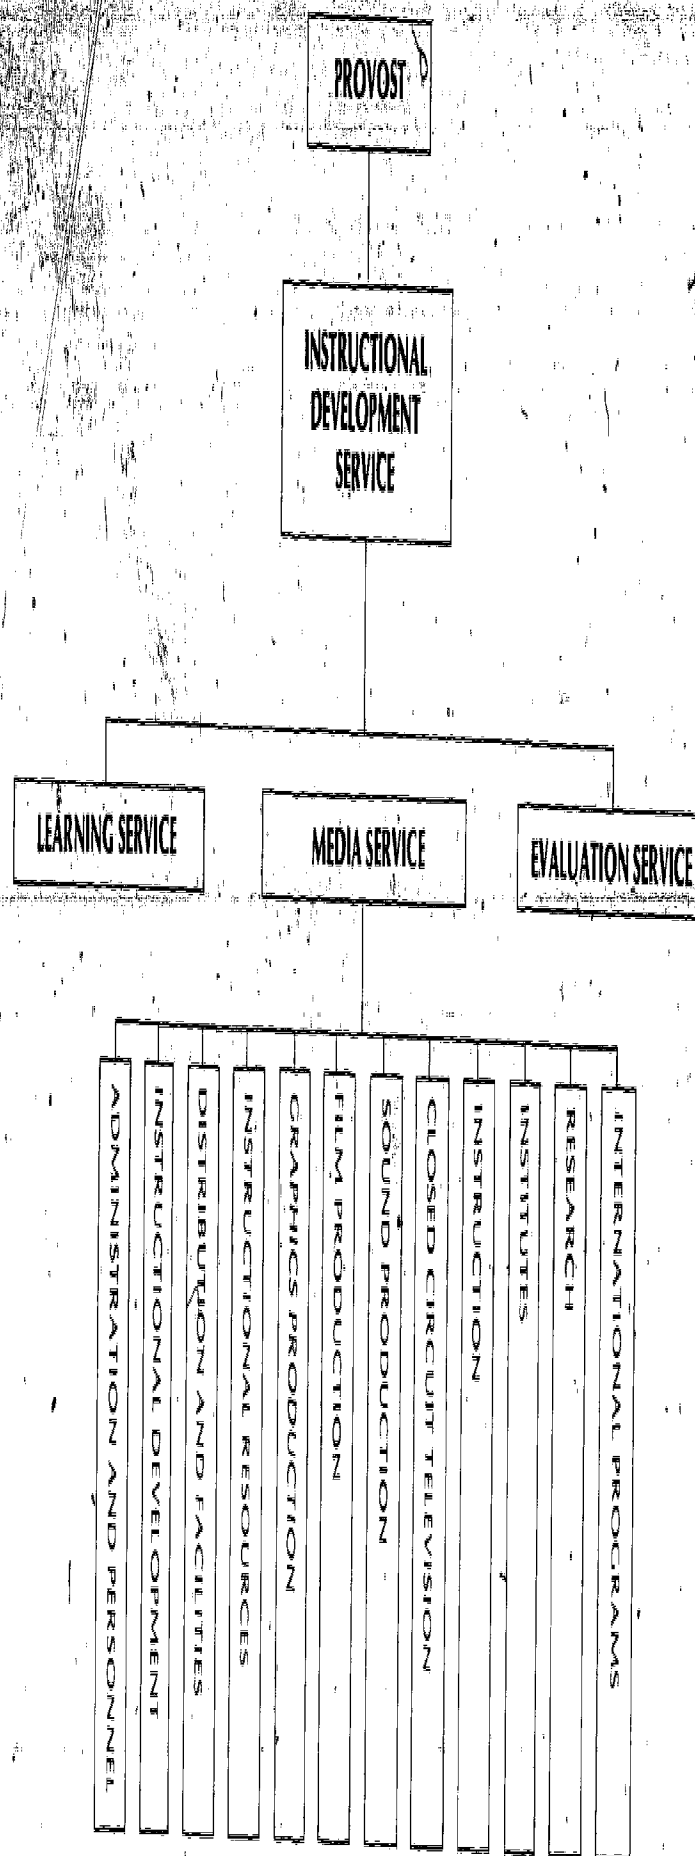 PROVOST
INSTRUCTIONAL
DEVELOPMENT
SERVICE
LEARNING SERVICE
MEDIA SERVICE
EVALUATION SERVICE
ADMINISTRATION AND PERSONNEL
INSTRUCTIONAL DEVELOPMENT
DISTRIBUTION AND FACILITIES
INSTRUCTIONAL RESOURCES
GRAPHICS PRODUCTION
FILM PRODUCTION
SOUND PRODUCTION
CLOSED CIRCUIT TELEVISION
INSTRUCTION
INSTITUTES
RESEARCH
INTERNATIONAL PROGRAMS